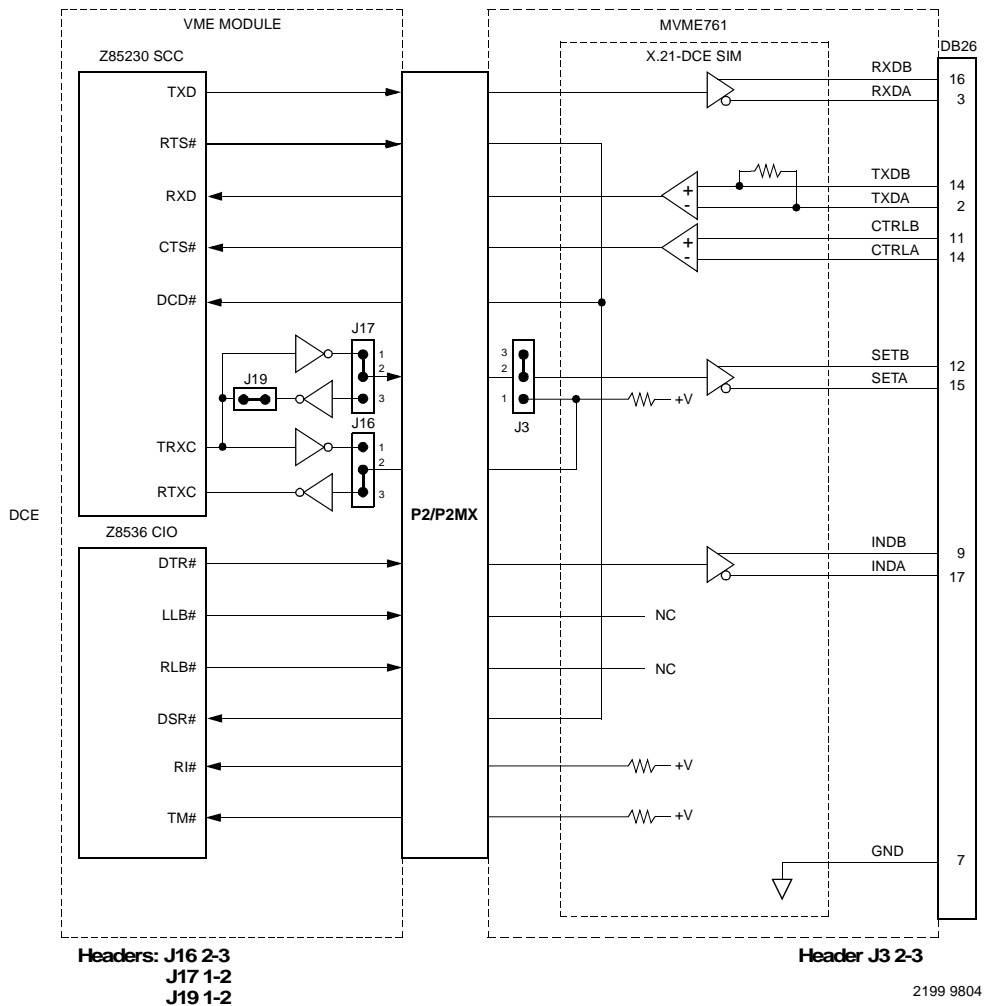 VME MODULE
MVME761
Z85230 SCC
X.21-DCE SIM
DB26
TXD
RXDB
16
RXDA
3
RTS#
RXD
TXDB
14
+
-
TXDA
2
CTS#
CTRLB
11
+
-
CTRLA
14
DCD#
J17
1
2
3
J19
3
2
1
J3
+V
SETB
12
SETA
15
J16
TRXC
1
2
RTXC
3
DCE
P2/P2MX
Z8536 CIO
DTR#
INDB
9
INDA
17
LLB#
NC
RLB#
NC
DSR#
RI#
+V
TM#
+V
GND
7
Headers: J16 2-3
J17 1-2
J19 1-2
Header J3 2-3
2199 9804